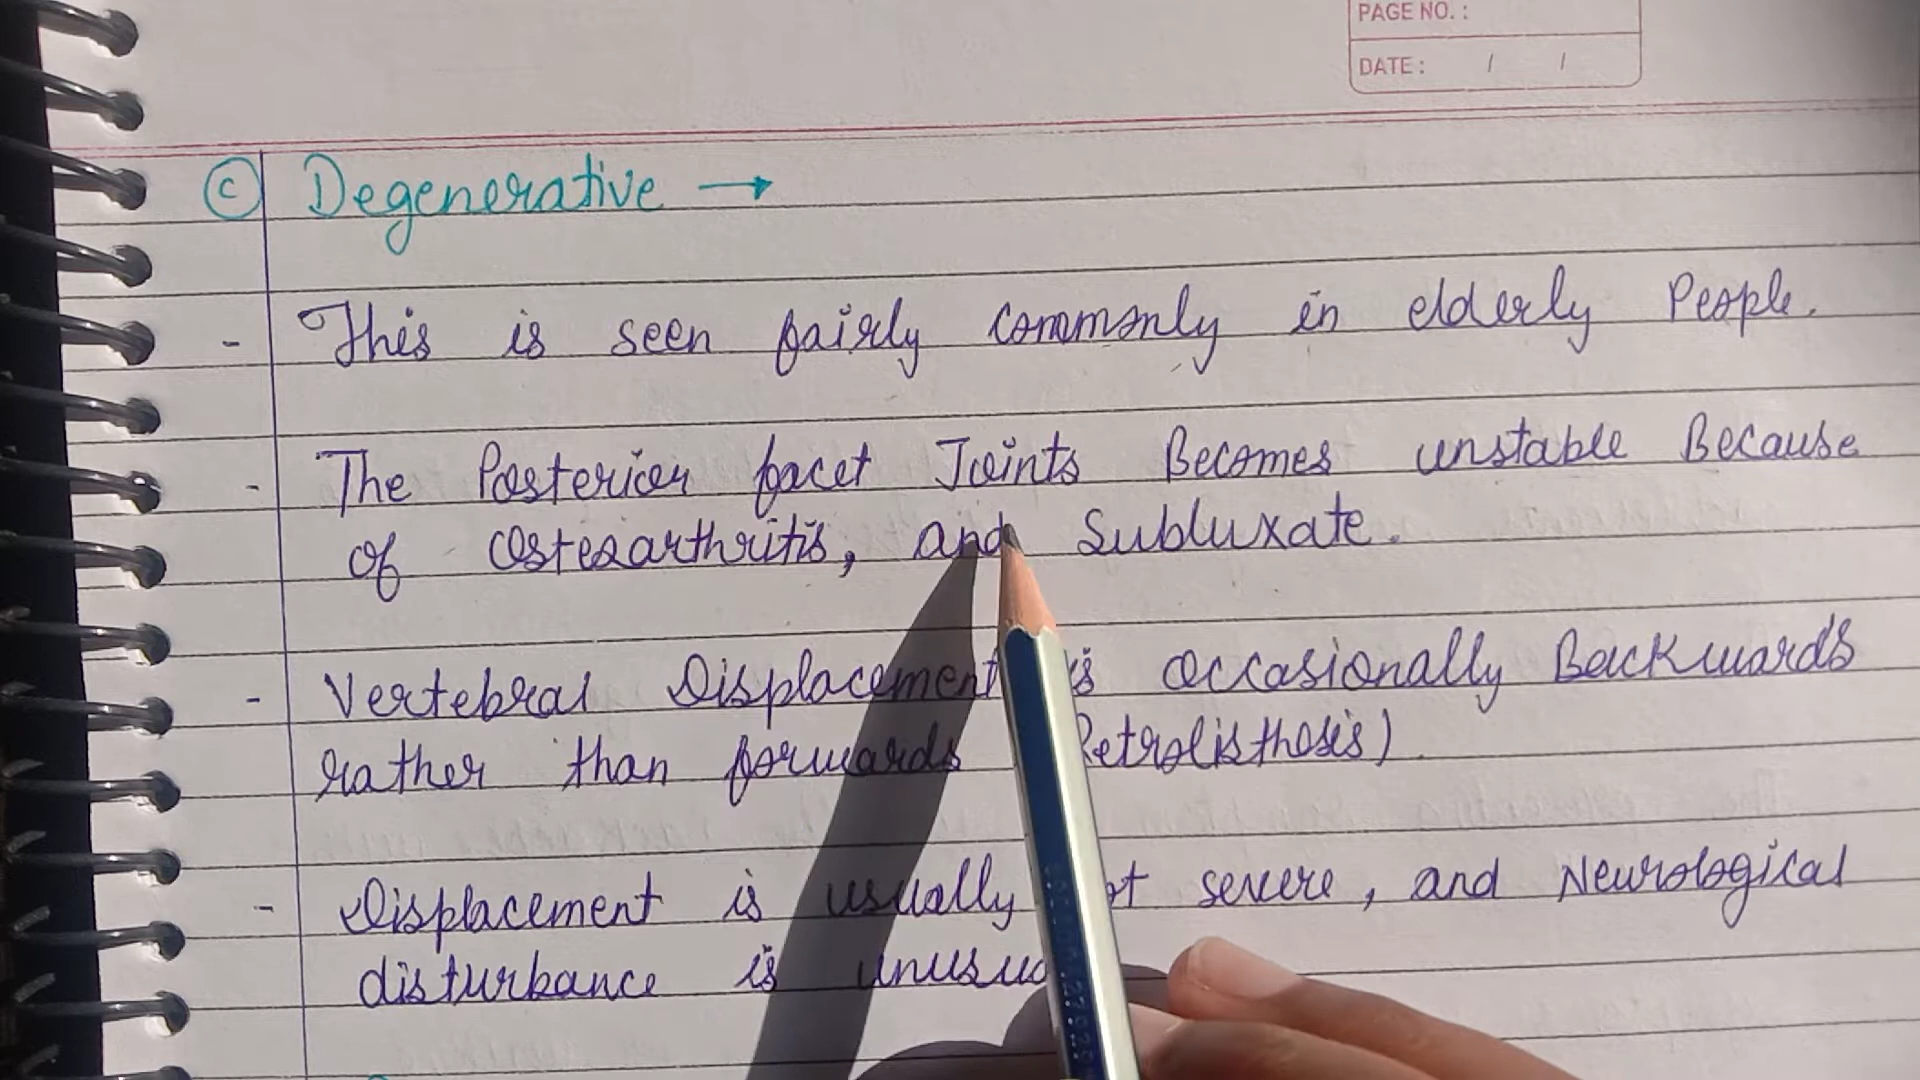 PAGE NO. :
DATE : / /
(C) Degenerative →
- This is seen fairly commonly in elderly People.
- The Posterior facet Joints Becomes unstable Because
of Osteoarthritis, and Subluxate.
- Vertebral Displacement is occasionally Backwards
rather than forwards Retrolisthesis)
- Displacement is usually severe, and Neurological
disturbance is